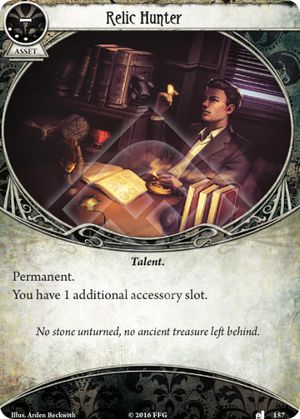 Relic Hunter
ASSET
Talent.
Permanent.
You have 1 additional accessory slot.
No stone unturned, no ancient treasure left behind.
Illus. Arden Beckwith © 2016 FFG 157